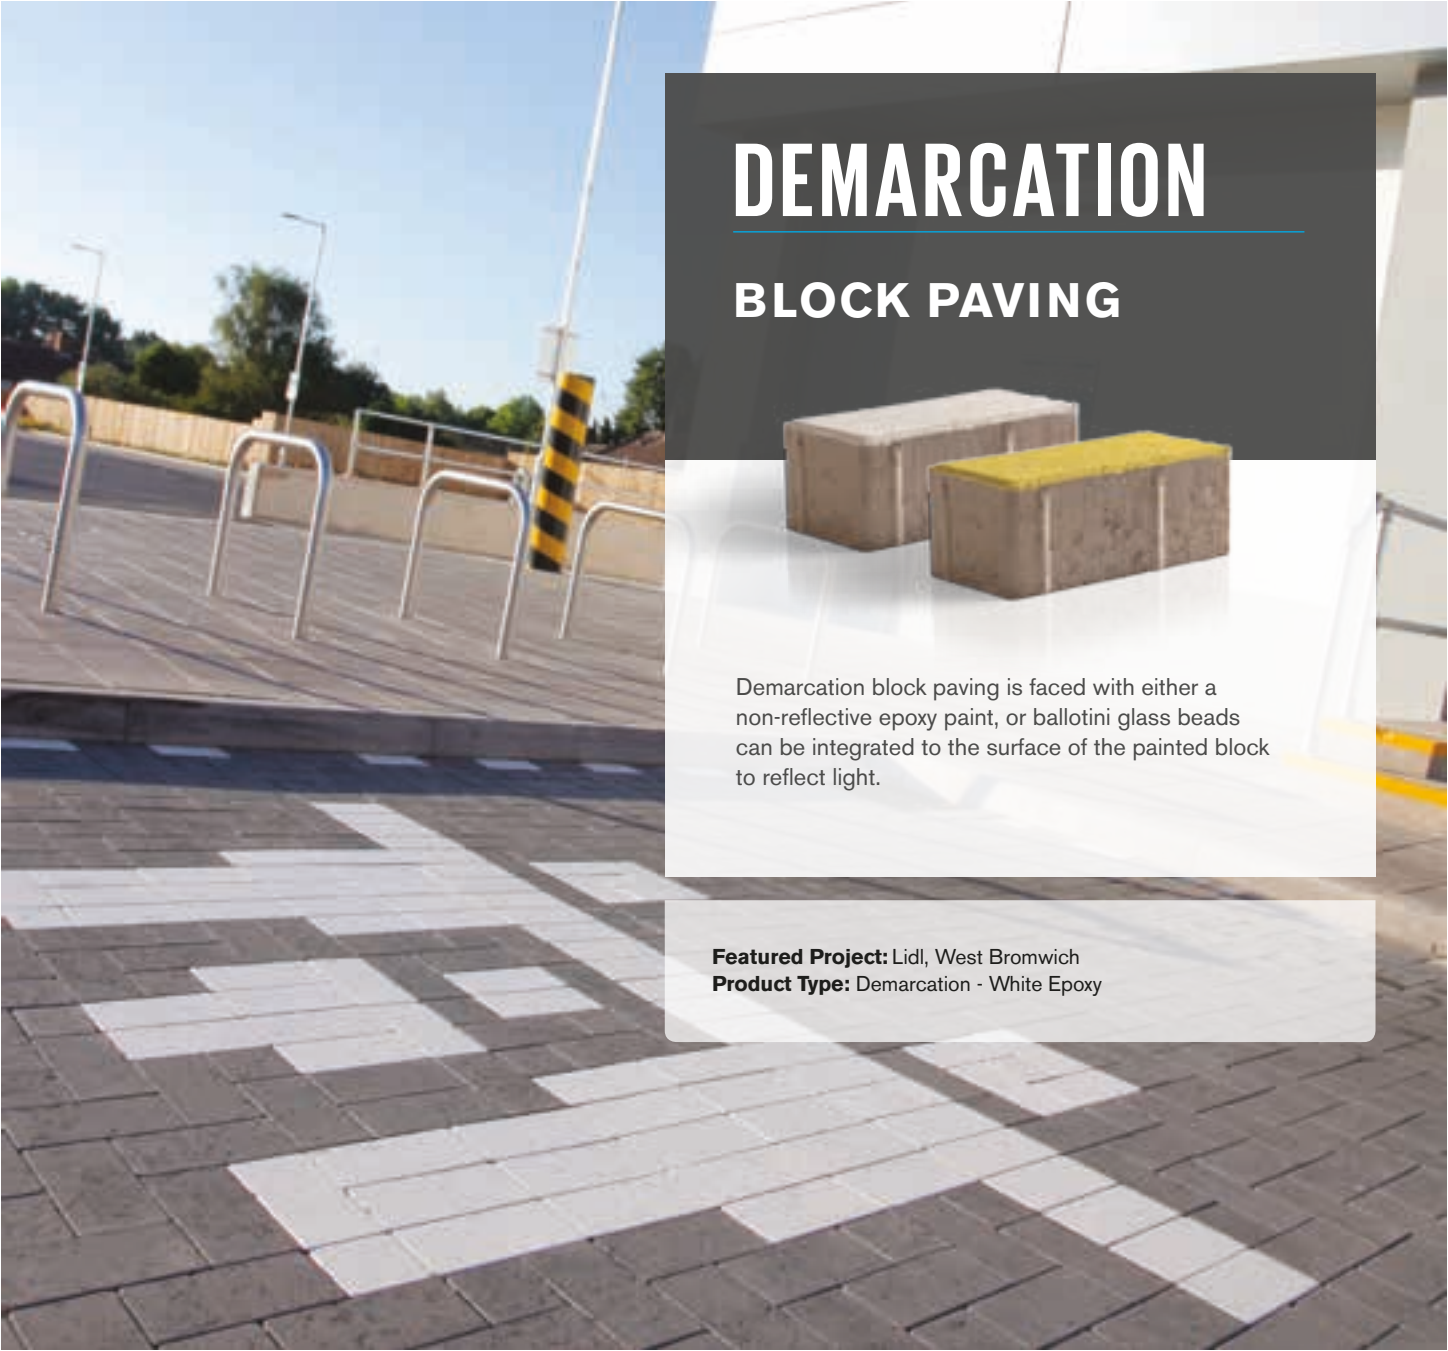 DEMARCATION
BLOCK PAVING
Demarcation block paving is faced with either a
non-reflective epoxy paint, or ballotini glass beads
can be integrated to the surface of the painted block
to reflect light.
Featured Project: Lidl, West Bromwich
Product Type: Demarcation - White Epoxy